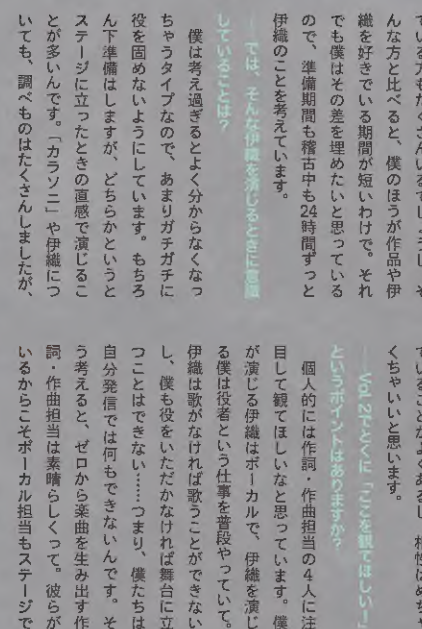 ている方もたくさんいるでしょうし、そ
んな方と比べると、僕のほうが作品や伊
織を好きでいる期間が短いわけで。それ
でも僕はその差を埋めたいと思っている
ので、準備期間も稽古中も24時間ずっと
伊織のことを考えています。
― では、そんな伊織を演じるときに意識
していることは?
僕は考え過ぎるとよく分からなくなっ
ちゃうタイプなので、あまりガチガチに
役を固めないようにしています。もちろ
ん下準備はしますが、どちらかというと
ステージに立ったときの直感で演じるこ
とが多いんです。「カラソニ」や伊織につ
いても、調べものはたくさんしましたが、
ていることがよくあるし、相性はめちゃ
くちゃいいと思います。
― Vol.2でとくに「ここを観てほしい!」
というポイントはありますか?
個人的には作詞・作曲担当の4人に注
目して観てほしいなと思っています。僕
が演じる伊織はボーカルで、伊織を演じ
る僕は役者という仕事を普段やっていて。
伊織は歌がなければ歌うことができない
し、僕も役をいただかなければ舞台に立
つことはできない……つまり、僕たちは
自分発信では何もできないんです。そ
う考えると、ゼロから楽曲を生み出す作
詞・作曲担当は素晴らしくって。彼らが
いるからこそボーカル担当もステージで